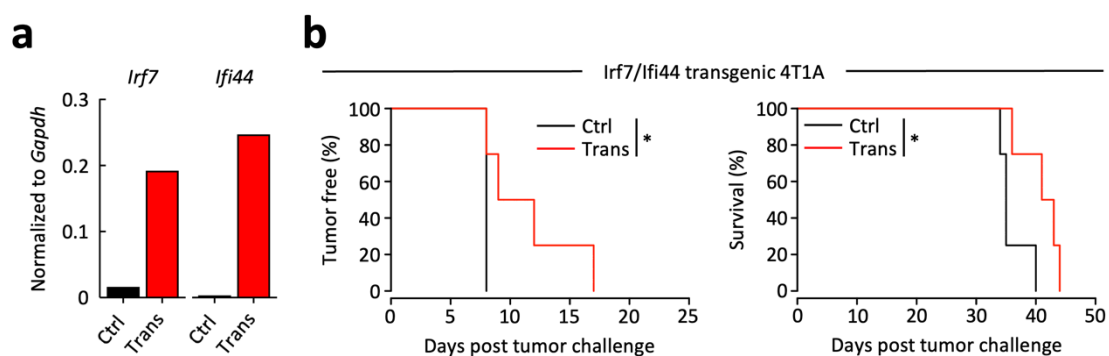 a
b
Irf7
Ifi44
Irf7/Ifi44 transgenic 4T1A
Normalized to Gapdh
0.3
0.2
0.1
0
Ctrl
Trans
Ctrl
Trans
Tumor free (%)
100
80
60
40
20
0
Ctrl
Trans
*
0
5
10
15
20
25
Days post tumor challenge
Survival (%)
100
80
60
40
20
0
Ctrl
Trans
*
0
10
20
30
40
50
Days post tumor challenge